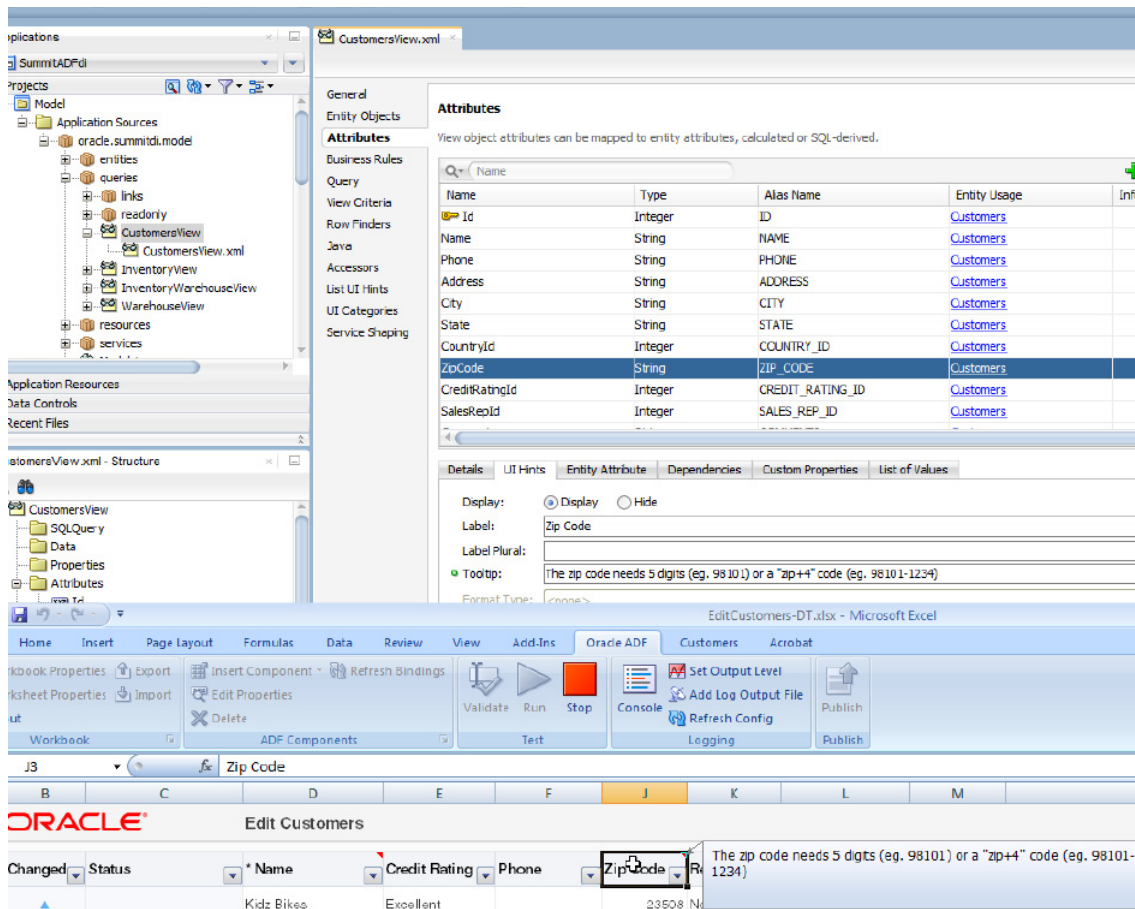 pplications
CustomersView.xml
SummitADFdi
Projects
Model
Application Sources
oracle.summitdi.model
entities
queries
links
readonly
CustomersView
CustomersView.xml
InventoryView
InventoryWarehouseView
WarehouseView
resources
services
Application Resources
Data Controls
Recent Files
General
Entity Objects
Attributes
Business Rules
Query
View Criteria
Row Finders
Java
Accessors
List UI Hints
UI Categories
Service Shaping
Attributes
View object attributes can be mapped to entity attributes, calculated or SQL-derived.
Name
Name Type Alias Name Entity Usage Inf
Id Integer ID Customers
Name String NAME Customers
Phone String PHONE Customers
Address String ADDRESS Customers
City String CITY Customers
State String STATE Customers
CountryId Integer COUNTRY_ID Customers
ZipCode String ZIP_CODE Customers
CreditRatingId Integer CREDIT_RATING_ID Customers
SalesRepId Integer SALES_REP_ID Customers
stomersView.xml - Structure
CustomersView
SQLQuery
Data
Properties
Attributes
Id
Details UI Hints Entity Attribute Dependencies Custom Properties List of Values
Display: Display Hide
Label: Zip Code
Label Plural:
Tooltip: The zip code needs 5 digits (eg. 98101) or a "zip+4" code (eg. 98101-1234)
Format Type: <none>
EditCustomers-DT.xlsx - Microsoft Excel
Home Insert Page Layout Formulas Data Review View Add-Ins Oracle ADF Customers Acrobat
rkbook Properties Export Insert Component Refresh Bindings Set Output Level
rksheet Properties Import Edit Properties Add Log Output File
ut Delete Validate Run Stop Console Refresh Config Publish
Workbook ADF Components Test Logging Publish
J3 fx Zip Code
B C D E F J K L M
ORACLE Edit Customers
Changed Status * Name Credit Rating Phone Zip Code Re
The zip code needs 5 digits (eg. 98101) or a "zip+4" code (eg. 98101-
1234)
Kidz Bikes Excellent 23508 No